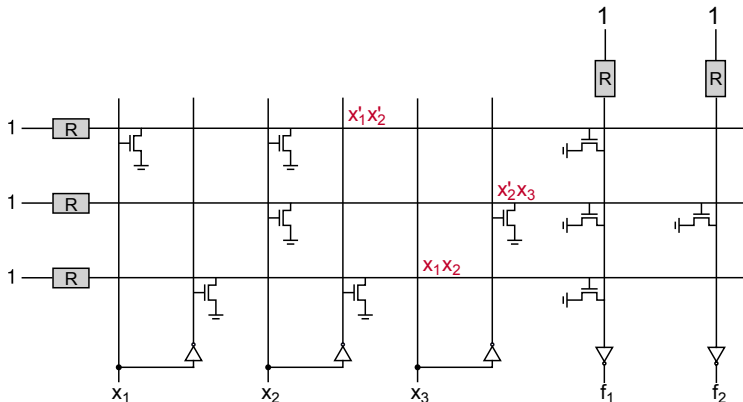 1 1
R R
x'₁x'₂
1 R
x'₂x₃
1 R
x₁x₂
1 R
x₁ x₂ x₃ f₁ f₂